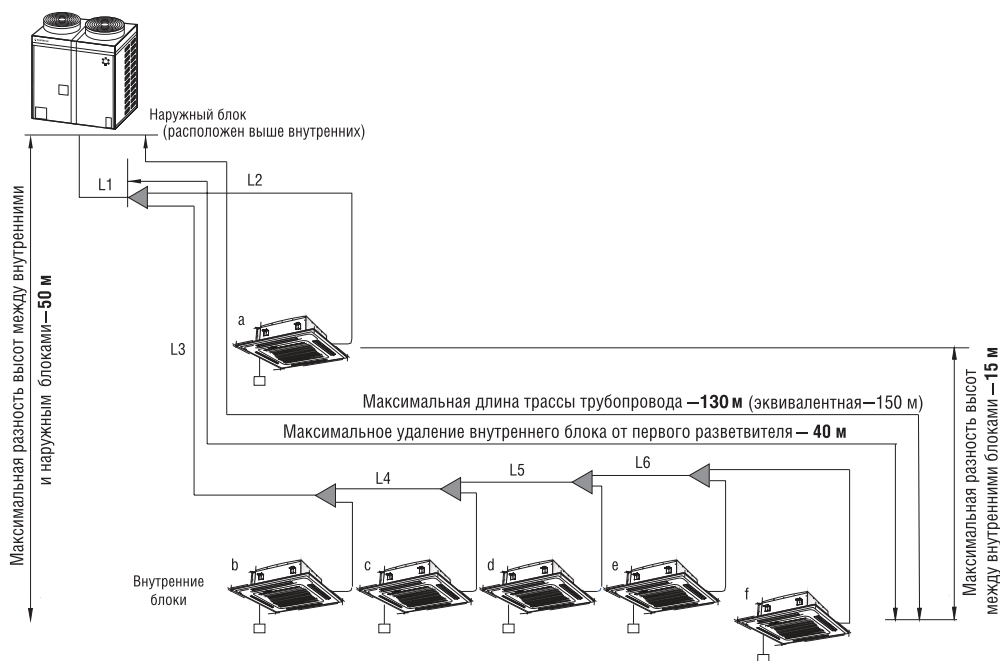 Наружный блок
(расположен выше внутренних)
Максимальная разность высот между внутренними
и наружным блоками—50 м
L1
L2
a
L3
Максимальная длина трассы трубопровода —130 м (эквивалентная—150 м)
Максимальное удаление внутреннего блока от первого разветвителя — 40 м
L4
L5
L6
b
c
d
e
f
Внутренние
блоки
Максимальная разность высот
между внутренними блоками — 15 м